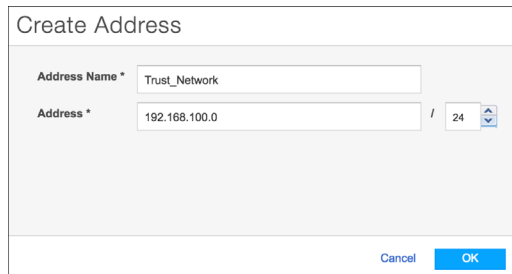 Create Address
Address Name * Trust_Network
Address * 192.168.100.0 / 24
Cancel OK